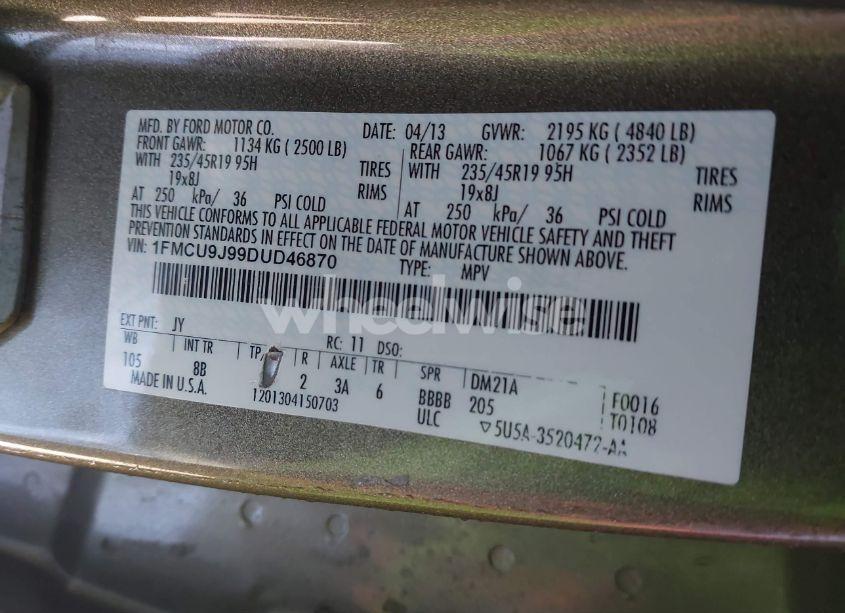 MFD. BY FORD MOTOR CO. DATE: 04/13 GVWR: 2195 KG ( 4840 LB)
FRONT GAWR: 1134 KG ( 2500 LB) REAR GAWR: 1067 KG ( 2352 LB)
WITH 235/45R19 95H TIRES WITH 235/45R19 95H TIRES
19x8J RIMS 19x8J RIMS
AT 250 kPa/ 36 PSI COLD AT 250 kPa/ 36 PSI COLD
THIS VEHICLE CONFORMS TO ALL APPLICABLE FEDERAL MOTOR VEHICLE SAFETY AND THEFT
PREVENTION STANDARDS IN EFFECT ON THE DATE OF MANUFACTURE SHOWN ABOVE.
VIN: 1FMCU9J99DUD46870 TYPE: MPV
wheelwise
EXT PNT: JY RC: 11 DSO:
WB INT TR TP/ R AXLE TR SPR DM21A F0016
105 8B 2 3A 6 BBBB 205 T0108
MADE IN U.S.A. 1201304150703 ULC ▽5U5A-3520472-AA